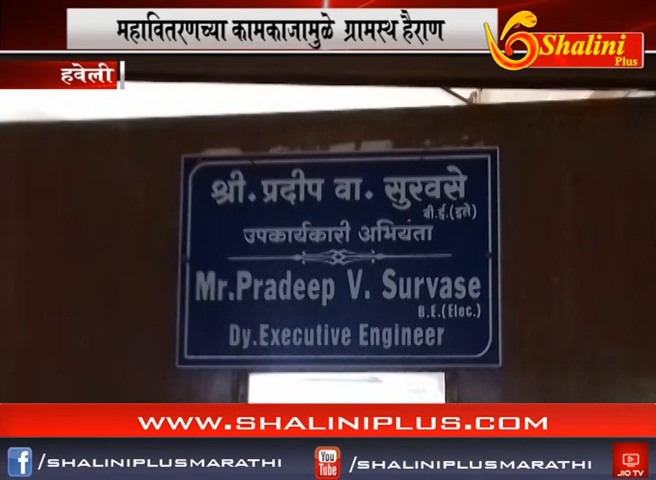 महावितरणच्या कामकाजामुळे ग्रामस्थ हैराण
Shalini
Plus
हवेली
श्री. प्रदीप वा. सुरवसे
बी.ई.(इले)
उपकार्यकारी अभियंता
Mr.Pradeep V. Survase
B.E.(Elec.)
Dy.Executive Engineer
WWW.SHALINIPLUS.COM
f /SHALINIPLUSMARATHI
You Tube /SHALINIPLUSMARATHI
JIO TV